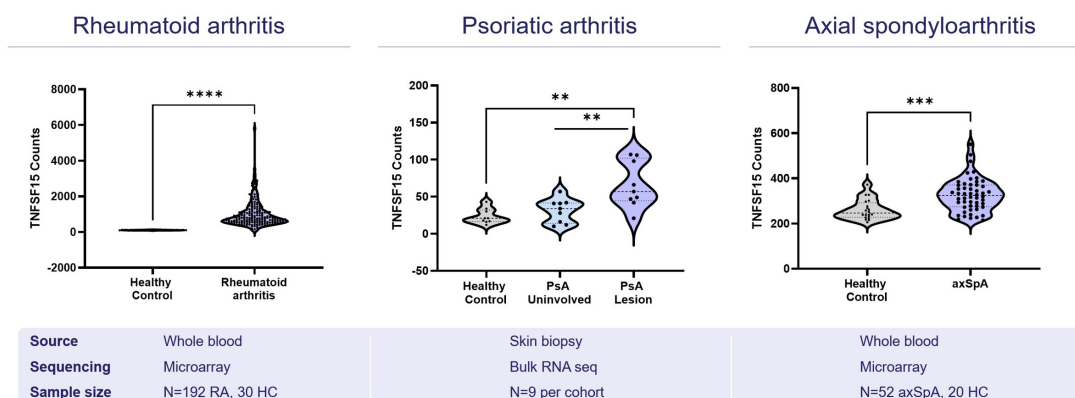 Rheumatoid arthritis
Psoriatic arthritis
Axial spondyloarthritis
TNFSF15 Counts
8000
6000
4000
2000
0
-2000
****
Healthy
Control
Rheumatoid
arthritis
TNFSF15 Counts
200
150
100
50
0
-50
**
**
Healthy
Control
PsA
Uninvolved
PsA
Lesion
TNFSF15 Counts
800
600
400
200
0
***
Healthy
Control
axSpA
Source Whole blood Skin biopsy Whole blood
Sequencing Microarray Bulk RNA seq Microarray
Sample size N=192 RA, 30 HC N=9 per cohort N=52 axSpA, 20 HC